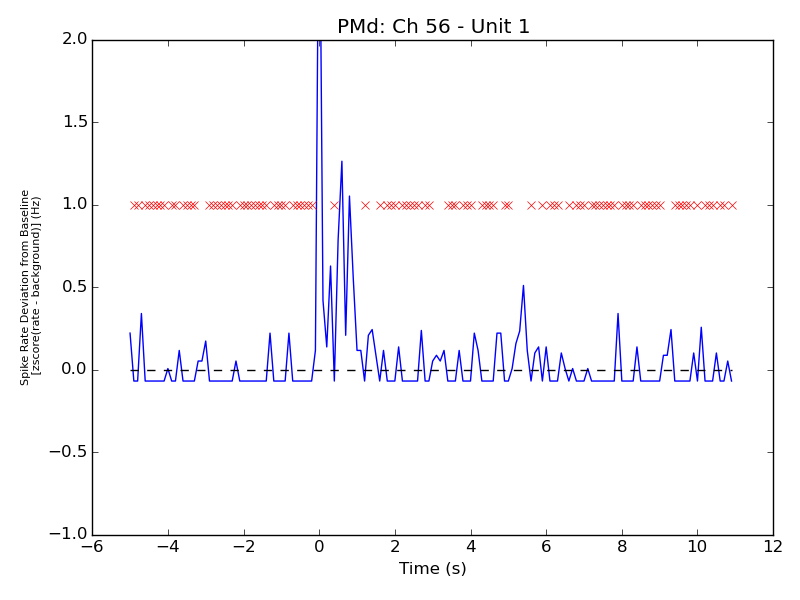 PMd: Ch 56 - Unit 1
2.0
1.5
1.0
0.5
0.0
−0.5
−1.0
Spike Rate Deviation from Baseline
[zscore(rate - background)] (Hz)
−6 −4 −2 0 2 4 6 8 10 12
Time (s)